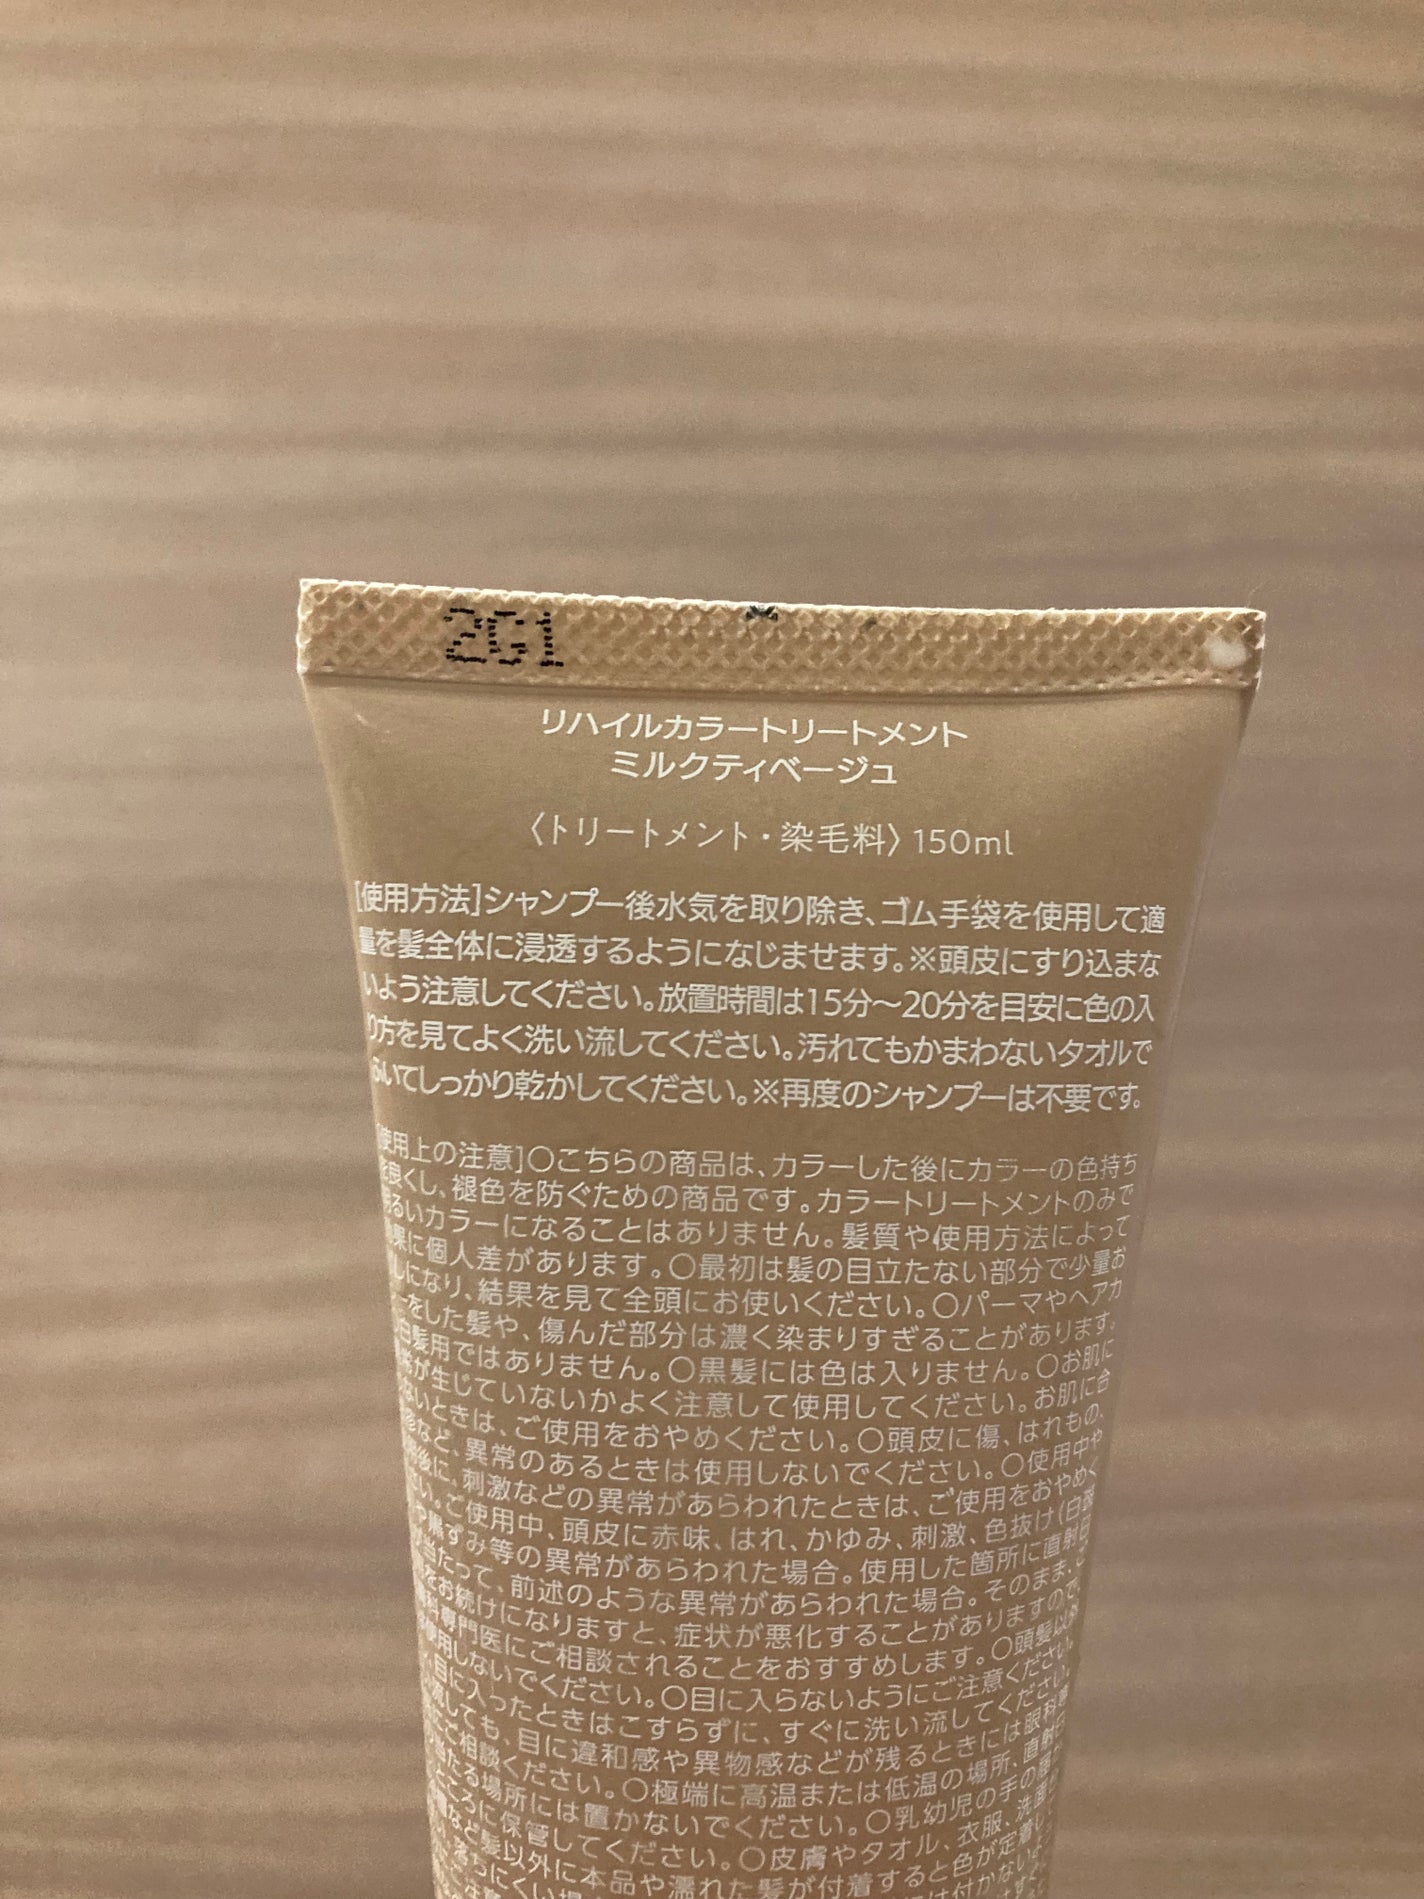 2G1
リハイルカラートリートメント
ミルクティベージュ
〈トリートメント・染毛料〉150ml
[使用方法]シャンプー後水気を取り除き、ゴム手袋を使用して適
量を髪全体に浸透するようになじませます。※頭皮にすり込まな
いよう注意してください。放置時間は15分〜20分を目安に色の入
り方を見てよく洗い流してください。汚れてもかまわないタオルで
ふいてしっかり乾かしてください。※再度のシャンプーは不要です。
使用上の注意]○こちらの商品は、カラーした後にカラーの色持ち
を良くし、褪色を防ぐための商品です。カラートリートメントのみで
明るいカラーになることはありません。髪質や使用方法によって
果に個人差があります。○最初は髪の目立たない部分で少量お
しになり、結果を見て全頭にお使いください。○パーマやヘアカ
ーをした髪や、傷んだ部分は濃く染まりすぎることがあります。
白髪用ではありません。○黒髪には色は入りません。○お肌に
が生じていないかよく注意して使用してください。お肌に合
ないときは、ご使用をおやめください。○頭皮に傷、はれもの、
など、異常のあるときは使用しないでください。○使用中や
後に、刺激などの異常があらわれたときは、ご使用をおやめく
い。ご使用中、頭皮に赤味、はれ、かゆみ、刺激、色抜け(白斑
や黒ずみ等の異常があらわれた場合。使用した箇所に直射日
当たって、前述のような異常があらわれた場合。そのまま、ご
をお続けになりますと、症状が悪化することがありますので、
科専門医にご相談されることをおすすめします。○頭髪以外
使用しないでください。○目に入らないようにご注意ください。
目に入ったときはこすらずに、すぐに洗い流してください。
流しても、目に違和感や異物感などが残るときには眼科専
ご相談ください。○極端に高温または低温の場所、直射日
当たる場所には置かないでください。○乳幼児の手の届か
ころに保管してください。○皮膚やタオル、衣服、洗面
など髪以外に本品や濡れた髪が付着すると色が定着し
ちにくい場